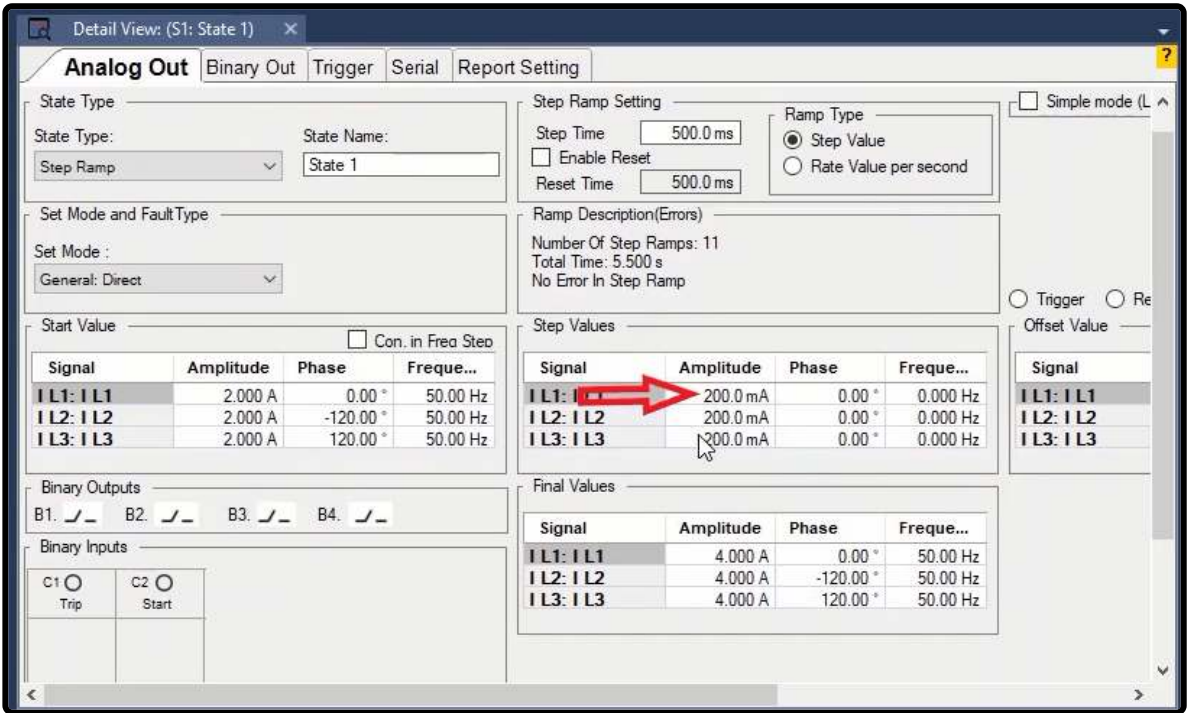 Detail View: (S1: State 1) ×
?
Analog Out Binary Out Trigger Serial Report Setting
State Type
State Type:
Step Ramp
State Name:
State 1
Step Ramp Setting
Step Time 500.0 ms
Enable Reset
Reset Time 500.0 ms
Ramp Type
Step Value
Rate Value per second
Simple mode (L
Set Mode and FaultType
Set Mode :
General: Direct
Ramp Description(Errors)
Number Of Step Ramps: 11
Total Time: 5.500 s
No Error In Step Ramp
Trigger Re
Start Value
Con. in Freq Step
Signal Amplitude Phase Freque...
I L1: I L1 2.000 A 0.00 ° 50.00 Hz
I L2: I L2 2.000 A -120.00 ° 50.00 Hz
I L3: I L3 2.000 A 120.00 ° 50.00 Hz
Step Values
Signal Amplitude Phase Freque...
I L1: 200.0 mA 0.00 ° 0.000 Hz
I L2: I L2 200.0 mA 0.00 ° 0.000 Hz
I L3: I L3 200.0 mA 0.00 ° 0.000 Hz
Offset Value
Signal
I L1: I L1
I L2: I L2
I L3: I L3
Binary Outputs
B1. B2. B3. B4.
Binary Inputs
C1 C2
Trip Start
Final Values
Signal Amplitude Phase Freque...
I L1: I L1 4.000 A 0.00 ° 50.00 Hz
I L2: I L2 4.000 A -120.00 ° 50.00 Hz
I L3: I L3 4.000 A 120.00 ° 50.00 Hz